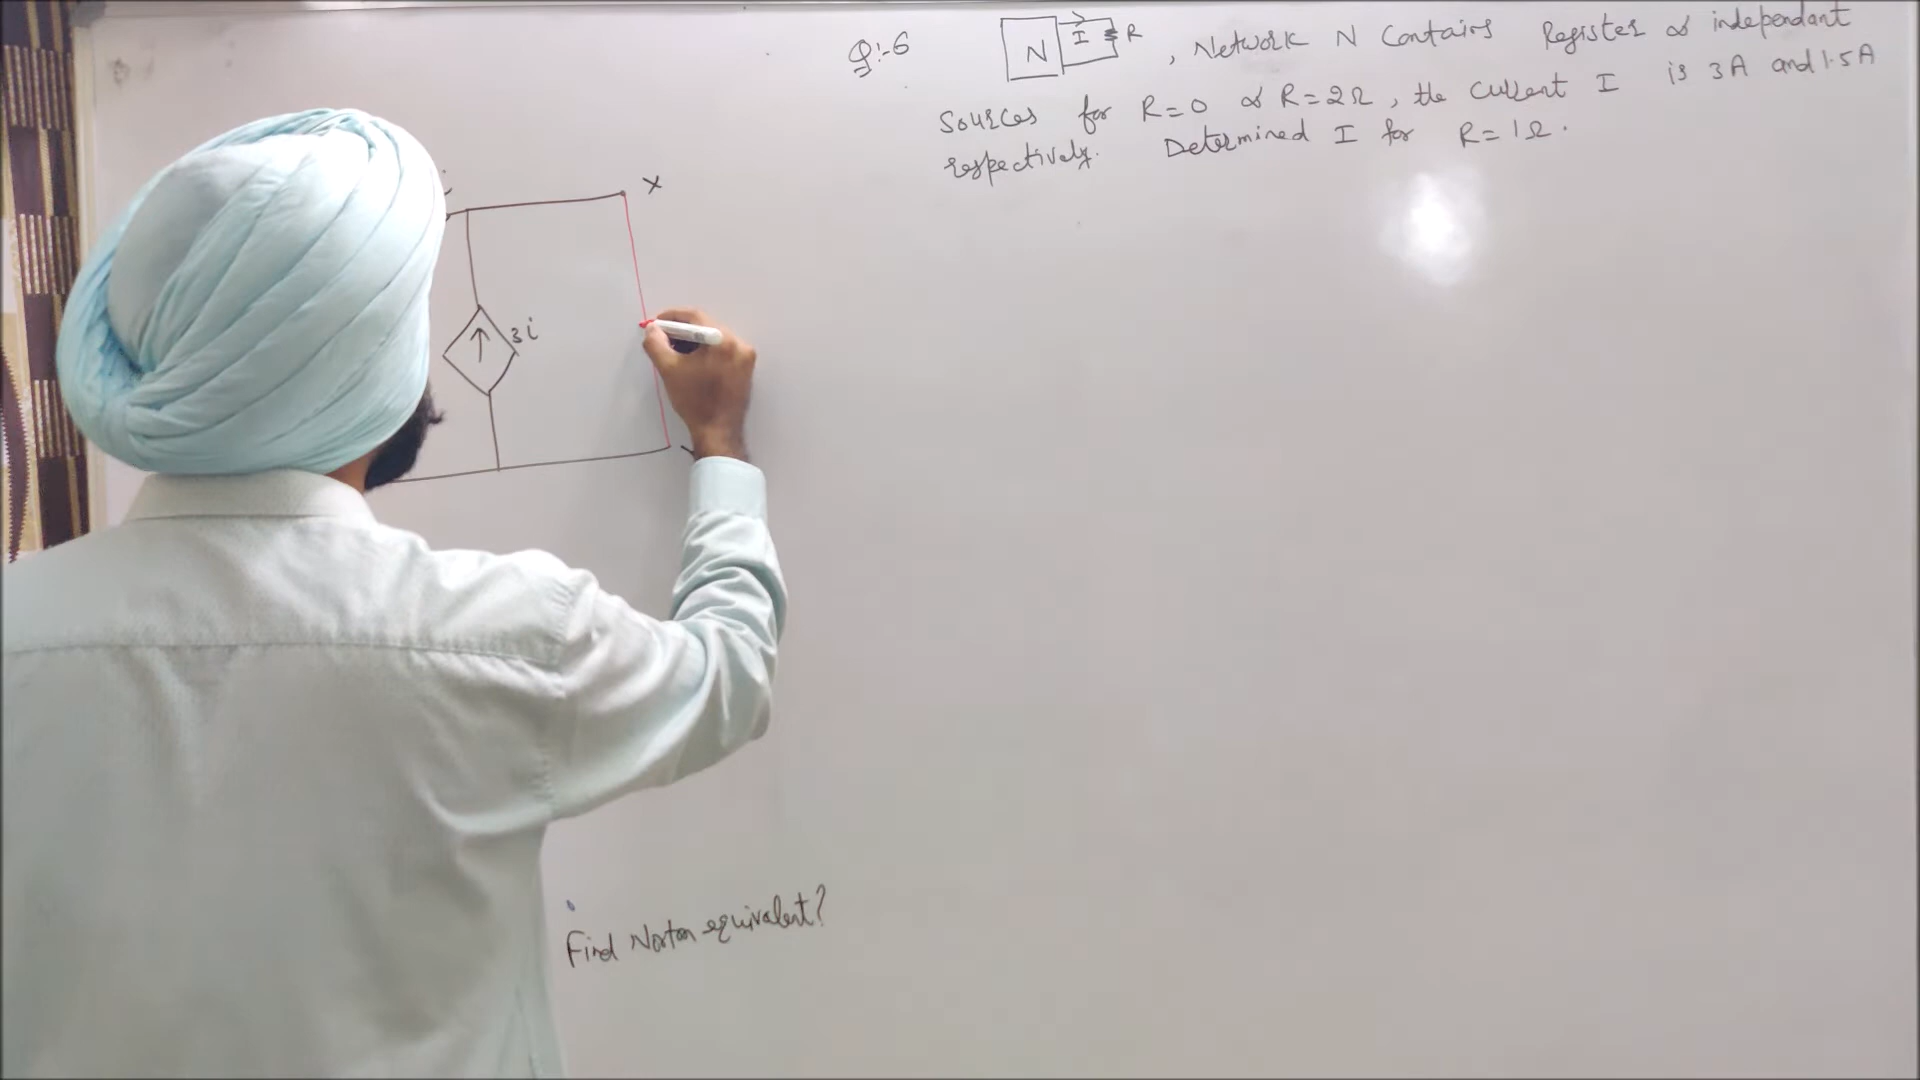 Q:-6 N I R , Network N Contains Register & independant
Sources for R=0 & R=2Ω, the current I is 3A and 1.5A
respectively. Determined I for R=1Ω.
X
3i
Find Norton equivalent?